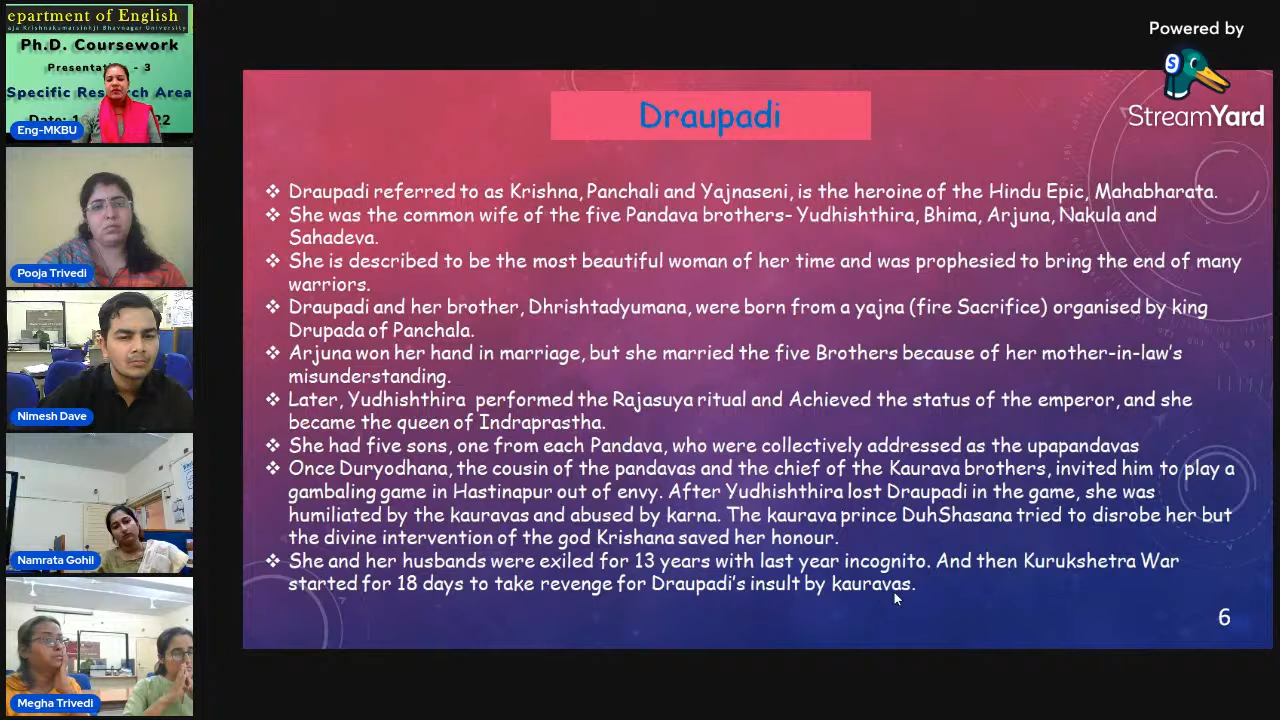 epartment of English
aja Krishnakumarsinhji Bhavnagar University
Ph.D. Coursework
Presentati - 3
Specific Res rch Area
Date: 1 22
Eng-MKBU
Pooja Trivedi
Nimesh Dave
Namrata Gohil
Megha Trivedi
Powered by
S
StreamYard
Draupadi
❖ Draupadi referred to as Krishna, Panchali and Yajnaseni, is the heroine of the Hindu Epic, Mahabharata.
❖ She was the common wife of the five Pandava brothers- Yudhishthira, Bhima, Arjuna, Nakula and
Sahadeva.
❖ She is described to be the most beautiful woman of her time and was prophesied to bring the end of many
warriors.
❖ Draupadi and her brother, Dhrishtadyumana, were born from a yajna (fire Sacrifice) organised by king
Drupada of Panchala.
❖ Arjuna won her hand in marriage, but she married the five Brothers because of her mother-in-law's
misunderstanding.
❖ Later, Yudhishthira performed the Rajasuya ritual and Achieved the status of the emperor, and she
became the queen of Indraprastha.
❖ She had five sons, one from each Pandava, who were collectively addressed as the upapandavas
❖ Once Duryodhana, the cousin of the pandavas and the chief of the Kaurava brothers, invited him to play a
gambaling game in Hastinapur out of envy. After Yudhishthira lost Draupadi in the game, she was
humiliated by the kauravas and abused by karna. The kaurava prince DuhShasana tried to disrobe her but
the divine intervention of the god Krishana saved her honour.
❖ She and her husbands were exiled for 13 years with last year incognito. And then Kurukshetra War
started for 18 days to take revenge for Draupadi's insult by kauravas.
6